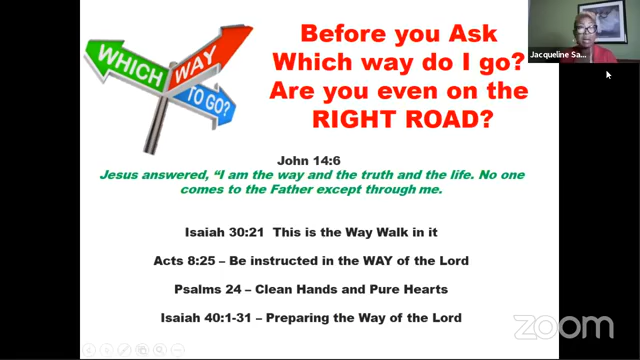 WHICH
WAY
TO GO?
Before you Ask
Which way do I go?
Are you even on the
RIGHT ROAD?
John 14:6
Jesus answered, “I am the way and the truth and the life. No one
comes to the Father except through me.
Isaiah 30:21 This is the Way Walk in it
Acts 8:25 – Be instructed in the WAY of the Lord
Psalms 24 – Clean Hands and Pure Hearts
Isaiah 40:1-31 – Preparing the Way of the Lord
Jacqueline Sa...
zoom